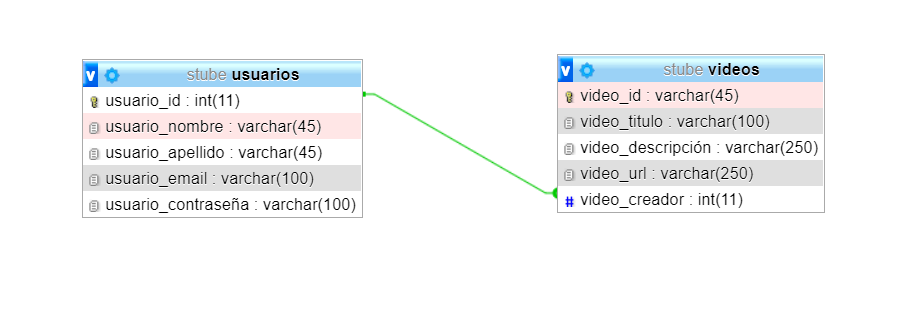 v stube usuarios
usuario_id : int(11)
usuario_nombre : varchar(45)
usuario_apellido : varchar(45)
usuario_email : varchar(100)
usuario_contraseña : varchar(100)
v stube videos
video_id : varchar(45)
video_titulo : varchar(100)
video_descripción : varchar(250)
video_url : varchar(250)
# video_creador : int(11)